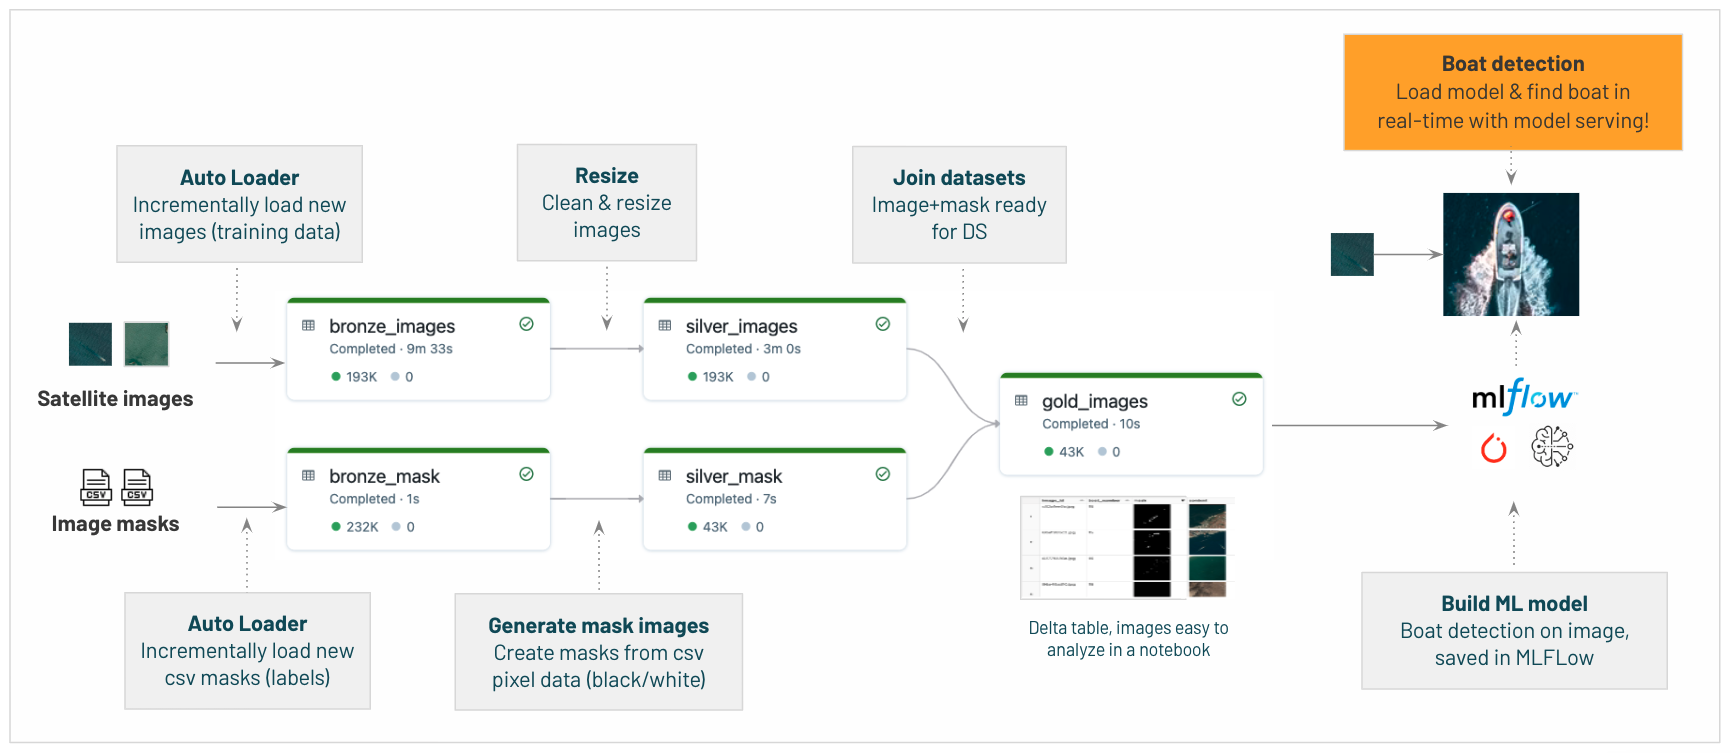 Boat detection
Load model & find boat in
real-time with model serving!
Auto Loader
Incrementally load new
images (training data)
Resize
Clean & resize
images
Join datasets
Image+mask ready
for DS
Satellite images
bronze_images
Completed · 9m 33s
193K 0
silver_images
Completed · 3m 0s
193K 0
gold_images
Completed · 10s
43K 0
mlflow
CSV CSV
Image masks
bronze_mask
Completed · 1s
232K 0
silver_mask
Completed · 7s
43K 0
Auto Loader
Incrementally load new
csv masks (labels)
Generate mask images
Create masks from csv
pixel data (black/white)
Delta table, images easy to
analyze in a notebook
Build ML model
Boat detection on image,
saved in MLFLow